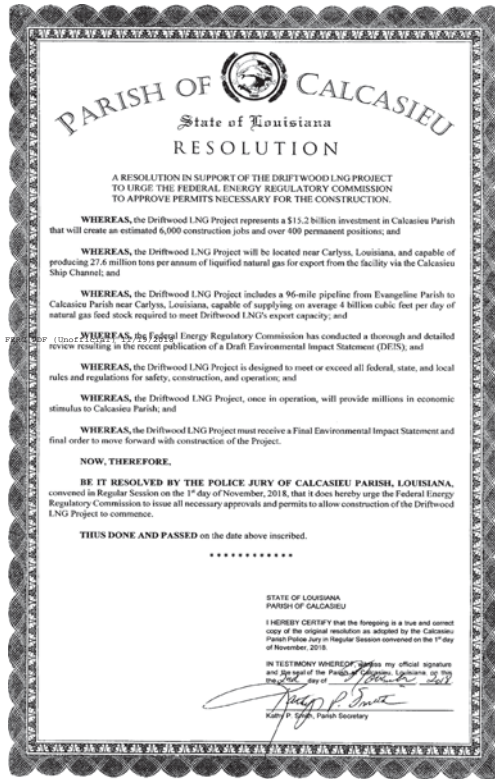 PARISH OF CALCASIEU
State of Louisiana
RESOLUTION
A RESOLUTION IN SUPPORT OF THE DRIFTWOOD LNG PROJECT
TO URGE THE FEDERAL ENERGY REGULATORY COMMISSION
TO APPROVE PERMITS NECESSARY FOR THE CONSTRUCTION.
WHEREAS, the Driftwood LNG Project represents a $15.2 billion investment in Calcasieu Parish
that will create an estimated 6,000 construction jobs and over 400 permanent positions; and
WHEREAS, the Driftwood LNG Project will be located near Carlyss, Louisiana, and capable of
producing 27.6 million tons per annum of liquified natural gas for export from the facility via the Calcasieu
Ship Channel; and
WHEREAS, the Driftwood LNG Project includes a 96-mile pipeline from Evangeline Parish to
Calcasieu Parish near Carlyss, Louisiana, capable of supplying on average 4 billion cubic feet per day of
natural gas feed stock required to meet Driftwood LNG's export capacity; and
FERC PDF (Unofficial) 12/19/2018
WHEREAS, the Federal Energy Regulatory Commission has conducted a thorough and detailed
review resulting in the recent publication of a Draft Environmental Impact Statement (DEIS); and
WHEREAS, the Driftwood LNG Project is designed to meet or exceed all federal, state, and local
rules and regulations for safety, construction, and operation; and
WHEREAS, the Driftwood LNG Project, once in operation, will provide millions in economic
stimulus to Calcasieu Parish; and
WHEREAS, the Driftwood LNG Project must receive a Final Environmental Impact Statement and
final order to move forward with construction of the Project.
NOW, THEREFORE,
BE IT RESOLVED BY THE POLICE JURY OF CALCASIEU PARISH, LOUISIANA,
convened in Regular Session on the 1st day of November, 2018, that it does hereby urge the Federal Energy
Regulatory Commission to issue all necessary approvals and permits to allow construction of the Driftwood
LNG Project to commence.
THUS DONE AND PASSED on the date above inscribed.
* * * * * * * * * * * *
STATE OF LOUISIANA
PARISH OF CALCASIEU
I HEREBY CERTIFY that the foregoing is a true and correct
copy of the original resolution as adopted by the Calcasieu
Parish Police Jury in Regular Session convened on the 1st day
of November, 2018.
IN TESTIMONY WHEREOF, witness my official signature
and the seal of the Parish of Calcasieu, Louisiana, on this
the 2nd day of November 2018
Kathy P. Smith
Kathy P. Smith, Parish Secretary